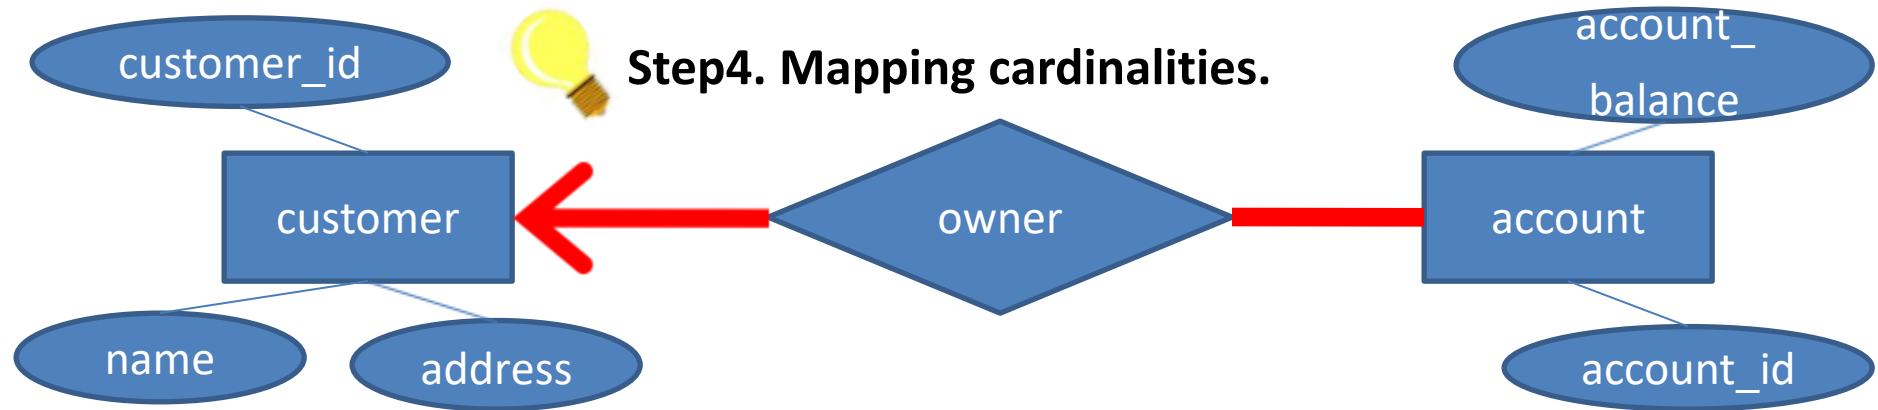 customer_id
Step4. Mapping cardinalities.
account_
balance
customer
owner
account
name
address
account_id